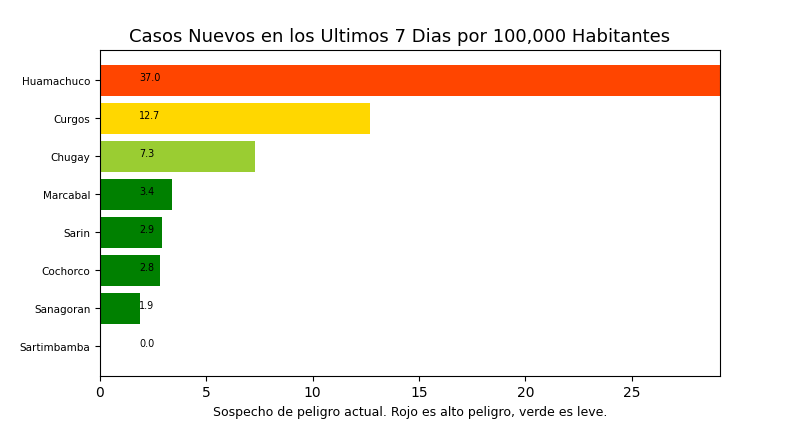 Casos Nuevos en los Ultimos 7 Dias por 100,000 Habitantes
Huamachuco 37.0
Curgos 12.7
Chugay 7.3
Marcabal 3.4
Sarin 2.9
Cochorco 2.8
Sanagoran 1.9
Sartimbamba 0.0
0 5 10 15 20 25
Sospecho de peligro actual. Rojo es alto peligro, verde es leve.